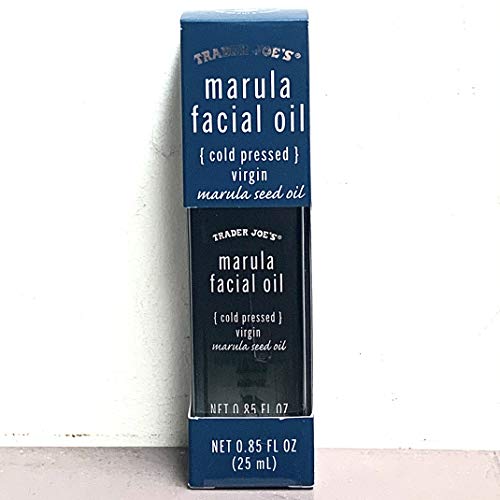 TRADER JOE'S®
marula
facial oil
{ cold pressed }
virgin
marula seed oil
TRADER JOE'S®
marula
facial oil
{ cold pressed }
virgin
marula seed oil
NET 0.85 FL OZ
NET 0.85 FL OZ
(25 mL)